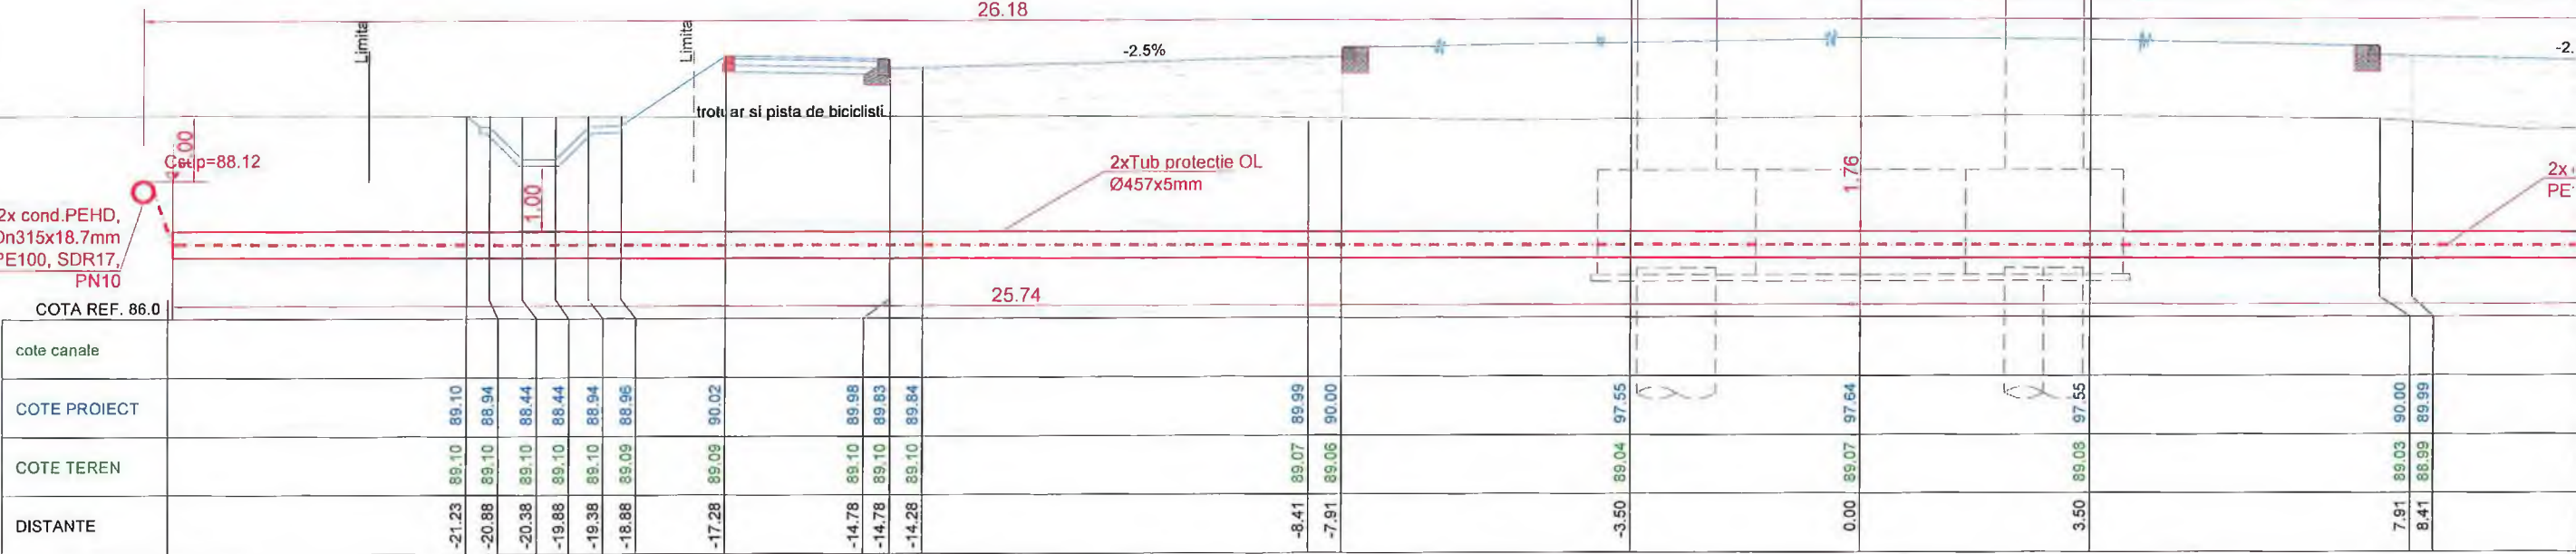 26.18
Limita
Limita
-2.5%
-2.
trotuar si pista de biciclisti
.00
Csup=88.12
1.00
2xTub protectie OL
Ø457x5mm
1.76
2x
PE
2x cond.PEHD,
Dn315x18.7mm
PE100, SDR17,
PN10
25.74
COTA REF. 86.0
cote canale
COTE PROIECT 89.10 88.94 88.44 88.44 88.94 88.96 90.02 89.98 89.83 89.84 89.99 90.00 97.55 97.64 97.55 90.00 89.99
COTE TEREN 89.10 89.10 89.10 89.10 89.10 89.09 89.09 89.10 89.10 89.10 89.07 89.06 89.04 89.07 89.08 89.03 88.99
DISTANTE -21.23 -20.88 -20.38 -19.88 -19.38 -18.88 -17.28 -14.78 -14.78 -14.28 -8.41 -7.91 -3.50 0.00 3.50 7.91 8.41